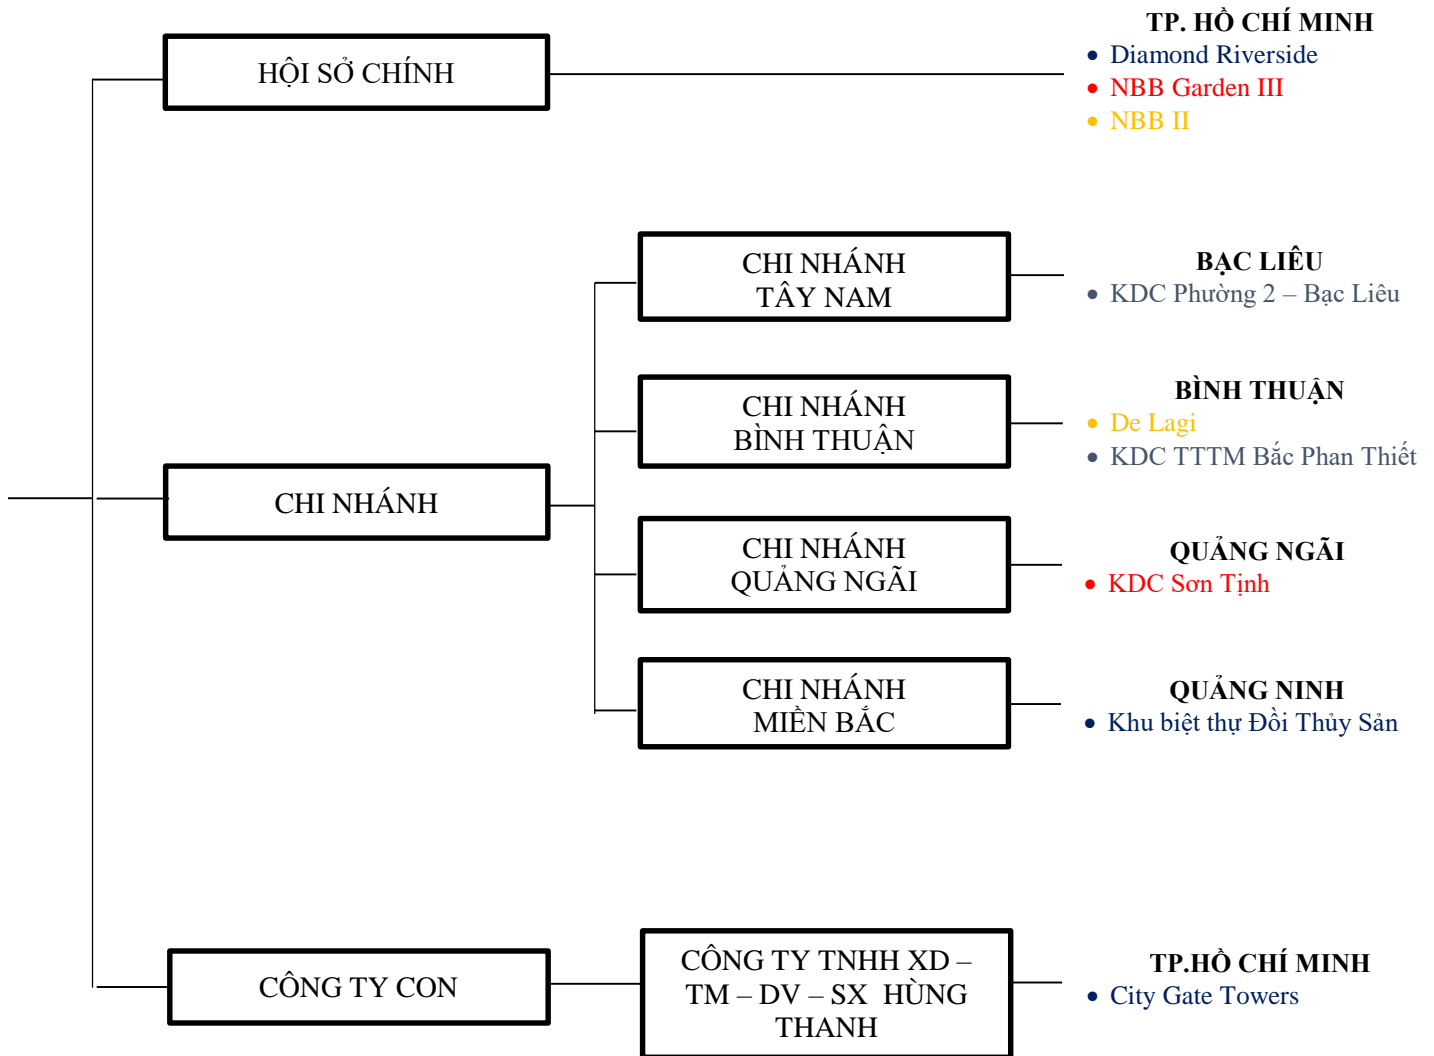 HỘI SỞ CHÍNH
TP. HỒ CHÍ MINH
• Diamond Riverside
• NBB Garden III
• NBB II
CHI NHÁNH
CHI NHÁNH
TÂY NAM
BẠC LIÊU
• KDC Phường 2 – Bạc Liêu
CHI NHÁNH
BÌNH THUẬN
BÌNH THUẬN
• De Lagi
• KDC TTTM Bắc Phan Thiết
CHI NHÁNH
QUẢNG NGÃI
QUẢNG NGÃI
• KDC Sơn Tịnh
CHI NHÁNH
MIỀN BẮC
QUẢNG NINH
• Khu biệt thự Đồi Thủy Sản
CÔNG TY CON
CÔNG TY TNHH XD –
TM – DV – SX HÙNG
THANH
TP.HỒ CHÍ MINH
• City Gate Towers